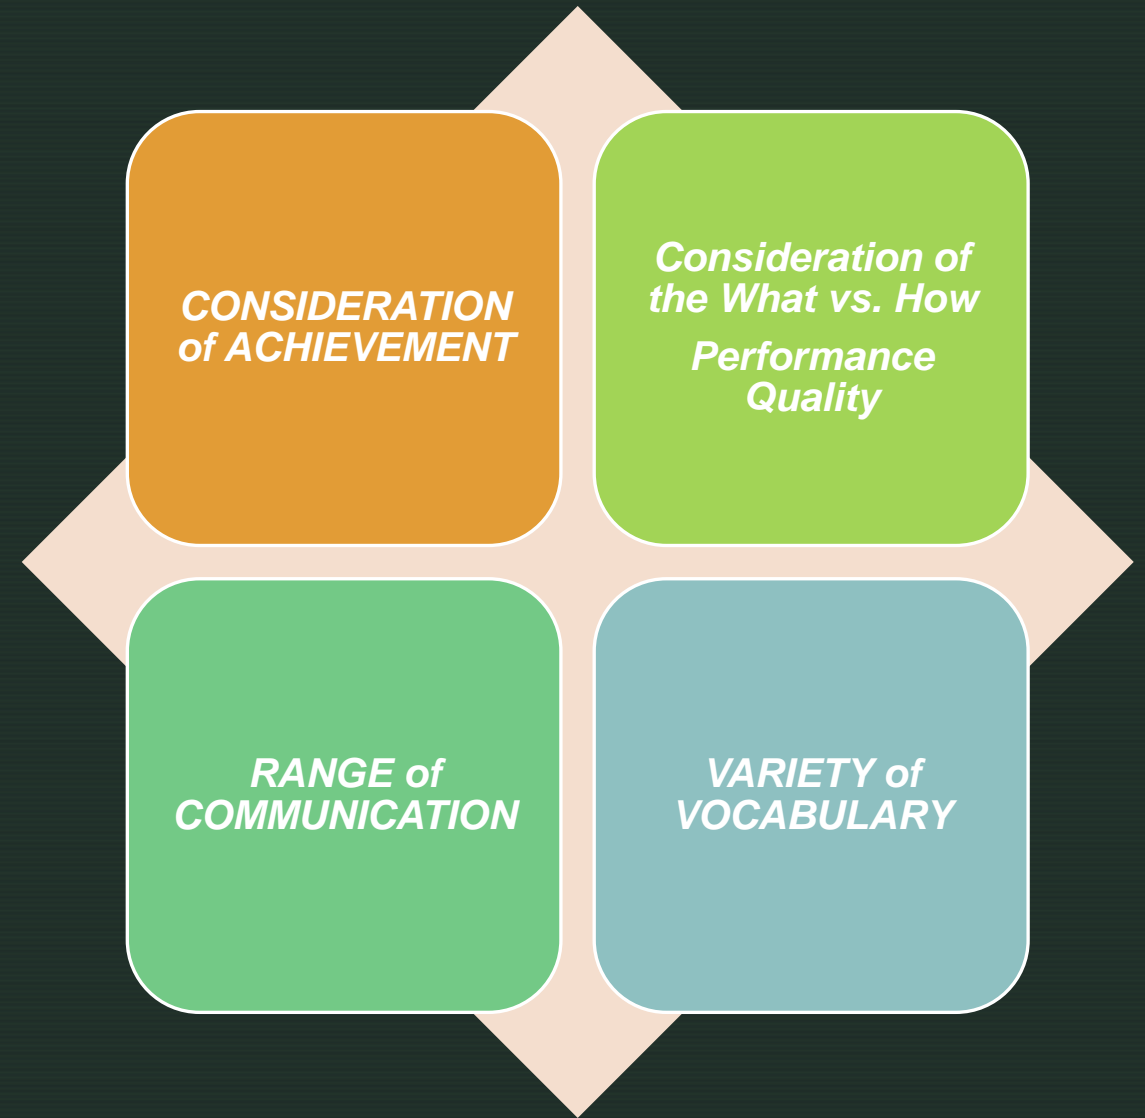 CONSIDERATION
of ACHIEVEMENT
Consideration of
the What vs. How
Performance
Quality
RANGE of
COMMUNICATION
VARIETY of
VOCABULARY